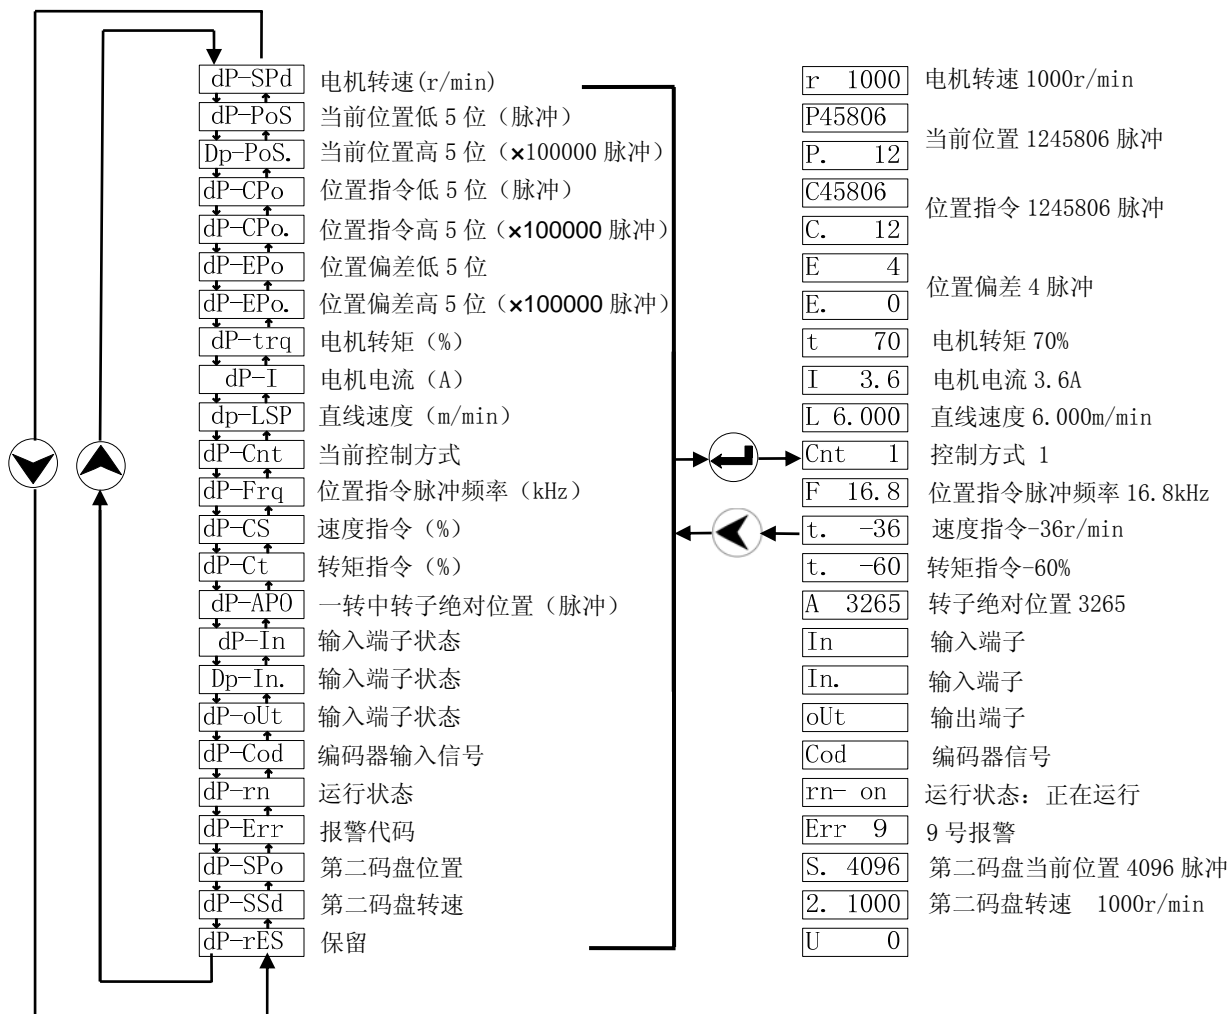 dP-SPd 电机转速(r/min) r 1000 电机转速 1000r/min
dP-PoS 当前位置低 5 位（脉冲） P45806
当前位置 1245806 脉冲
Dp-PoS. 当前位置高 5 位（×100000 脉冲） P. 12
dP-CPo 位置指令低 5 位（脉冲） C45806
位置指令 1245806 脉冲
dP-CPo. 位置指令高 5 位（×100000 脉冲） C. 12
dP-EPo 位置偏差低 5 位 E 4
位置偏差 4 脉冲
dP-EPo. 位置偏差高 5 位（×100000 脉冲） E. 0
dP-trq 电机转矩（%） t 70 电机转矩 70%
dP-I 电机电流（A） I 3.6 电机电流 3.6A
dp-LSP 直线速度（m/min） L 6.000 直线速度 6.000m/min
dP-Cnt 当前控制方式 Cnt 1 控制方式 1
dP-Frq 位置指令脉冲频率（kHz） F 16.8 位置指令脉冲频率 16.8kHz
dP-CS 速度指令（%） t. -36 速度指令-36r/min
dP-Ct 转矩指令（%） t. -60 转矩指令-60%
dP-APO 一转中转子绝对位置（脉冲） A 3265 转子绝对位置 3265
dP-In 输入端子状态 In 输入端子
Dp-In. 输入端子状态 In. 输入端子
dP-oUt 输入端子状态 oUt 输出端子
dP-Cod 编码器输入信号 Cod 编码器信号
dP-rn 运行状态 rn- on 运行状态：正在运行
dP-Err 报警代码 Err 9 9 号报警
dP-SPo 第二码盘位置 S. 4096 第二码盘当前位置 4096 脉冲
dP-SSd 第二码盘转速 2. 1000 第二码盘转速 1000r/min
dP-rES 保留 U 0